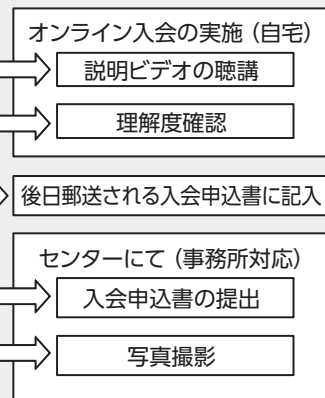 オンライン入会の実施（自宅）
説明ビデオの聴講
理解度確認
後日郵送される入会申込書に記入
センターにて（事務所対応）
入会申込書の提出
写真撮影